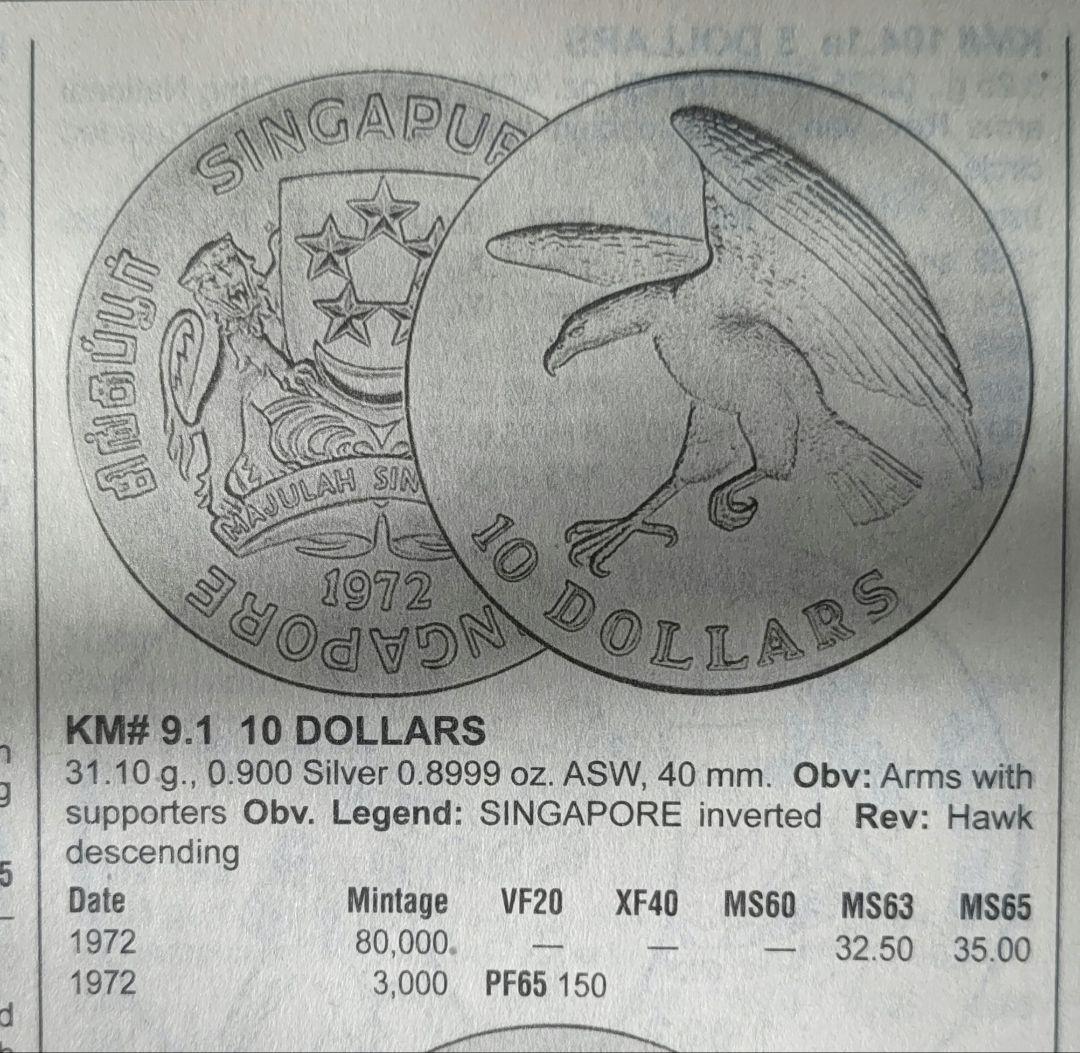 SINGAPUR
சிங்கப்பூர்
MAJULAH SIN
1972
NGAPORE
10 DOLLARS
KM# 9.1 10 DOLLARS
31.10 g., 0.900 Silver 0.8999 oz. ASW, 40 mm. Obv: Arms with
supporters Obv. Legend: SINGAPORE inverted Rev: Hawk
descending
Date Mintage VF20 XF40 MS60 MS63 MS65
1972 80,000 — — — 32.50 35.00
1972 3,000 PF65 150